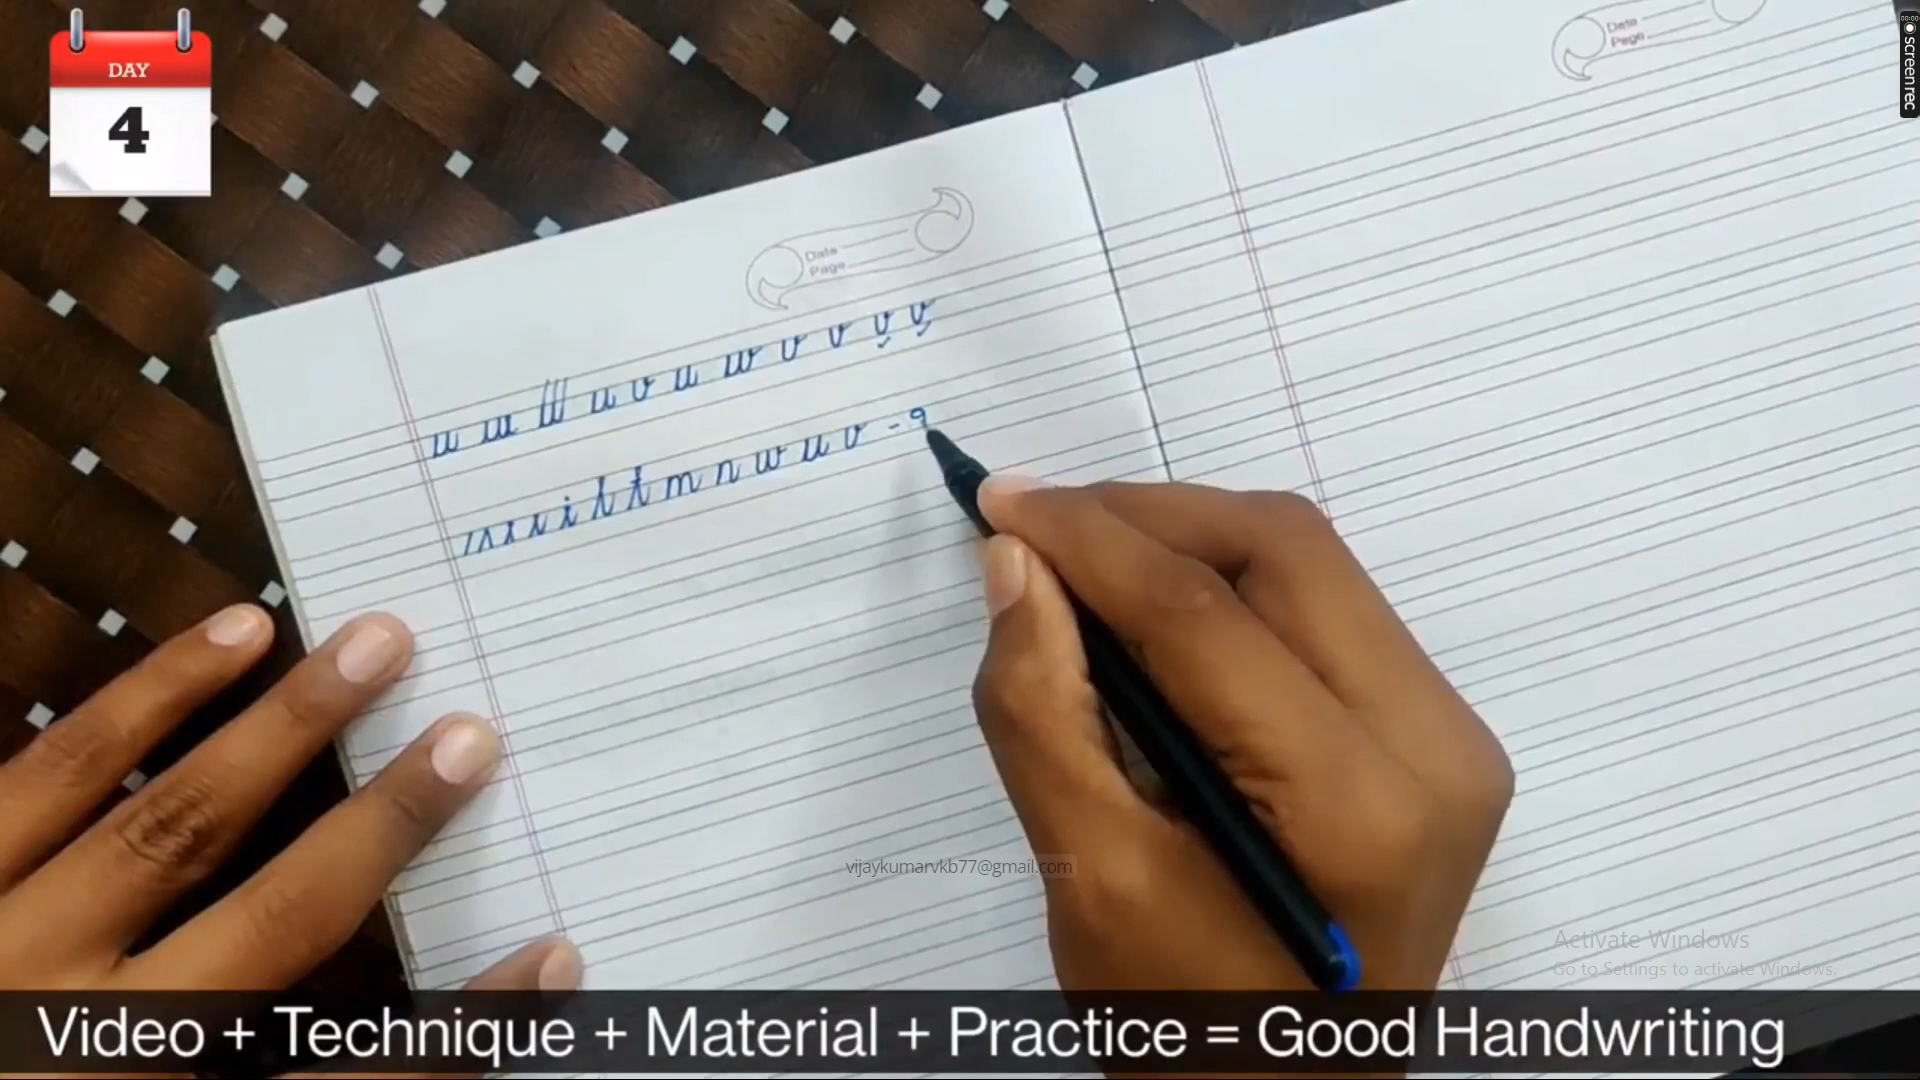 DAY
4
Date
Page
Date
Page
screenrec
u w v u w v v v v
i t t m n w u v - 9
vijaykumarvkb77@gmail.com
Activate Windows
Go to Settings to activate Windows.
Video + Technique + Material + Practice = Good Handwriting